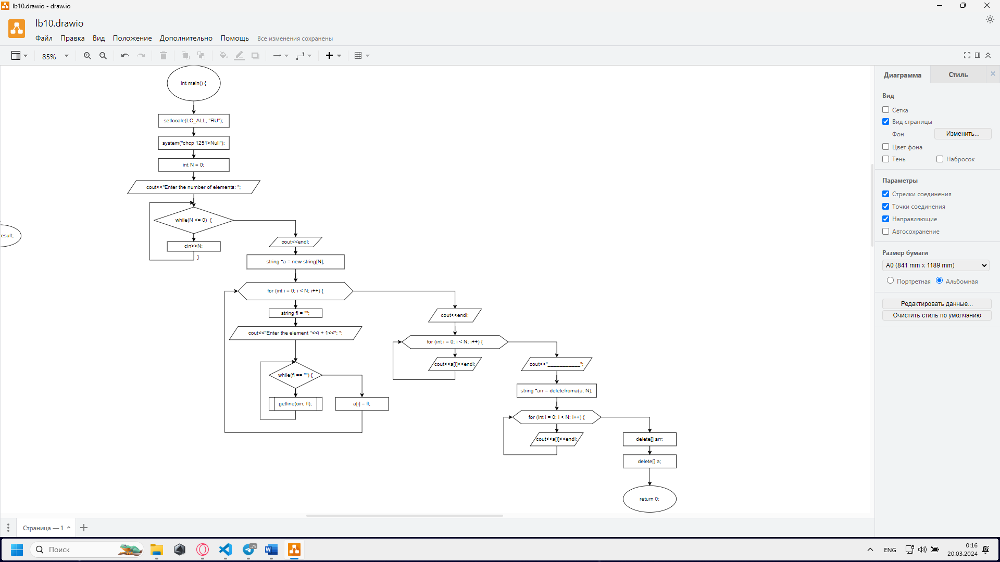 lb10.drawio - draw.io
lb10.drawio
Файл Правка Вид Положение Дополнительно Помощь Все изменения сохранены
85%
int main() {
setlocale(LC_ALL, "RU");
system("chcp 1251>Null");
int N = 0;
cout<<"Enter the number of elements: ";
while(N <= 0) {
cin>>N;
}
esult;
cout<<endl;
string *a = new string[N];
for (int i = 0; i < N; i++) {
string fl = "";
cout<<"Enter the element "<<i + 1<<": ";
while(fl == "") {
getline(cin, fl);
a[i] = fl;
cout<<endl;
for (int i = 0; i < N; i++) {
cout<<a[i]<<endl;
cout<<"____________";
string *arr = deletefroma(a, N);
for (int i = 0; i < N; i++) {
cout<<a[i]<<endl;
delete[] arr;
delete[] a;
return 0;
Диаграмма Стиль
Вид
Сетка
Вид страницы
Фон Изменить...
Цвет фона
Тень Набросок
Параметры
Стрелки соединения
Точки соединения
Направляющие
Автосохранение
Размер бумаги
A0 (841 mm x 1189 mm)
Портретная Альбомная
Редактировать данные...
Очистить стиль по умолчанию
Страница — 1
Поиск
79
ENG
0:16
20.03.2024